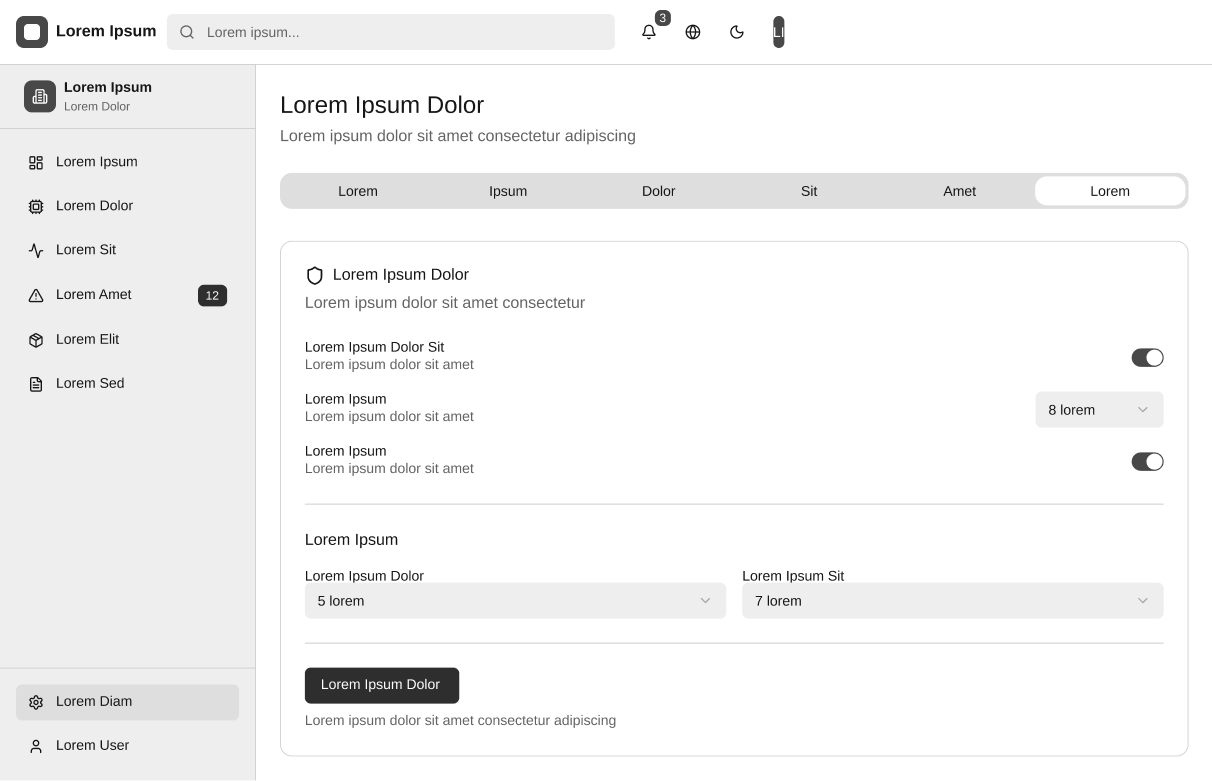 Lorem Ipsum
Lorem ipsum...
3
LI
Lorem Ipsum
Lorem Dolor
Lorem Ipsum
Lorem Dolor
Lorem Sit
Lorem Amet
12
Lorem Elit
Lorem Sed
Lorem Diam
Lorem User
Lorem Ipsum Dolor
Lorem ipsum dolor sit amet consectetur adipiscing
Lorem Ipsum Dolor Sit Amet Lorem
Lorem Ipsum Dolor
Lorem ipsum dolor sit amet consectetur
Lorem Ipsum Dolor Sit
Lorem ipsum dolor sit amet
Lorem Ipsum
Lorem ipsum dolor sit amet
8 lorem
Lorem Ipsum
Lorem ipsum dolor sit amet
Lorem Ipsum
Lorem Ipsum Dolor
5 lorem
Lorem Ipsum Sit
7 lorem
Lorem Ipsum Dolor
Lorem ipsum dolor sit amet consectetur adipiscing